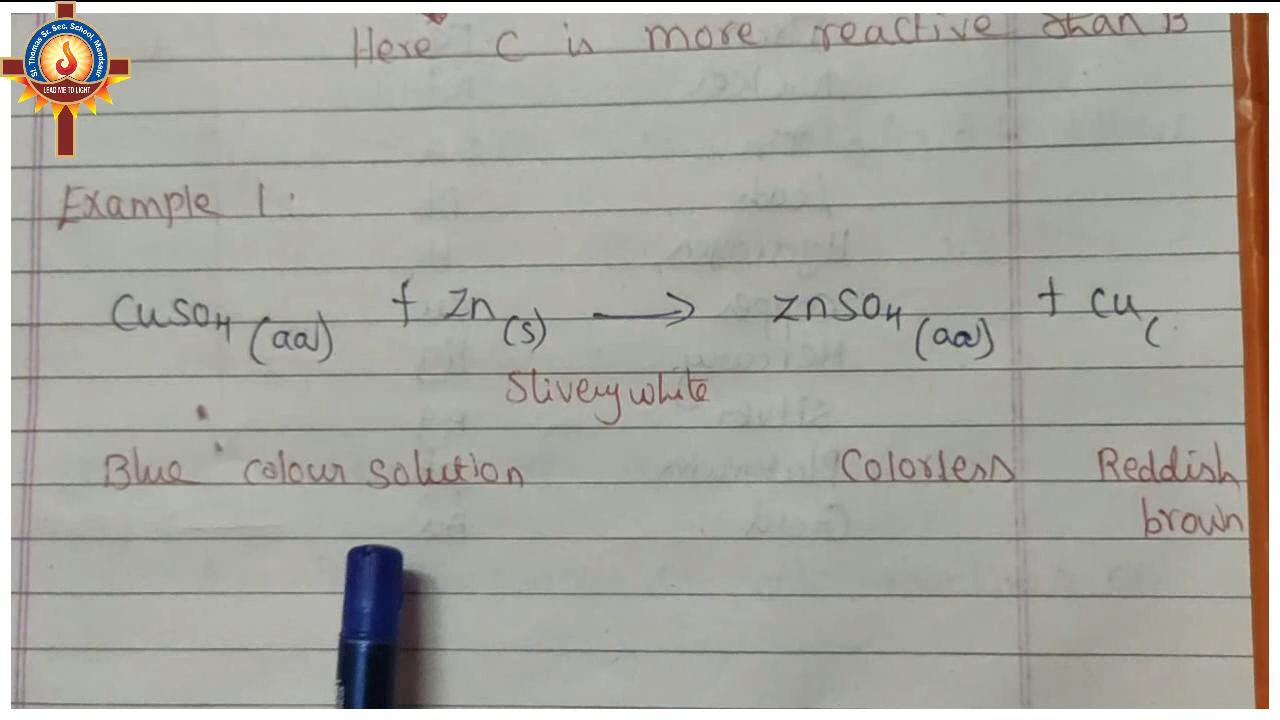 St. Thomas Sr. Sec. School, Mandsaur
LEAD ME TO LIGHT
Here C is more reactive than B
Example 1:
CuSO4 (aq) + Zn (s) → ZnSO4 (aq) + Cu (
Slivery white
Blue colour solution Colorless Reddish
brown